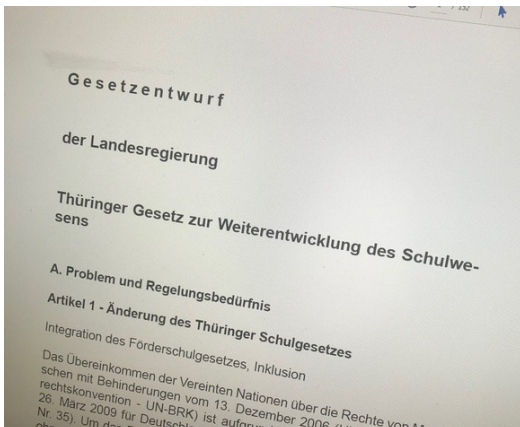 / 132
Gesetzentwurf
der Landesregierung
Thüringer Gesetz zur Weiterentwicklung des Schulwe-
sens
A. Problem und Regelungsbedürfnis
Artikel 1 - Änderung des Thüringer Schulgesetzes
Integration des Förderschulgesetzes, Inklusion
Das Übereinkommen der Vereinten Nationen über die Rechte von
schen mit Behinderungen vom 13. Dezember 2006
rechtskonvention - UN-BRK) ist
26. März 2009 für
Nr. 35). Um